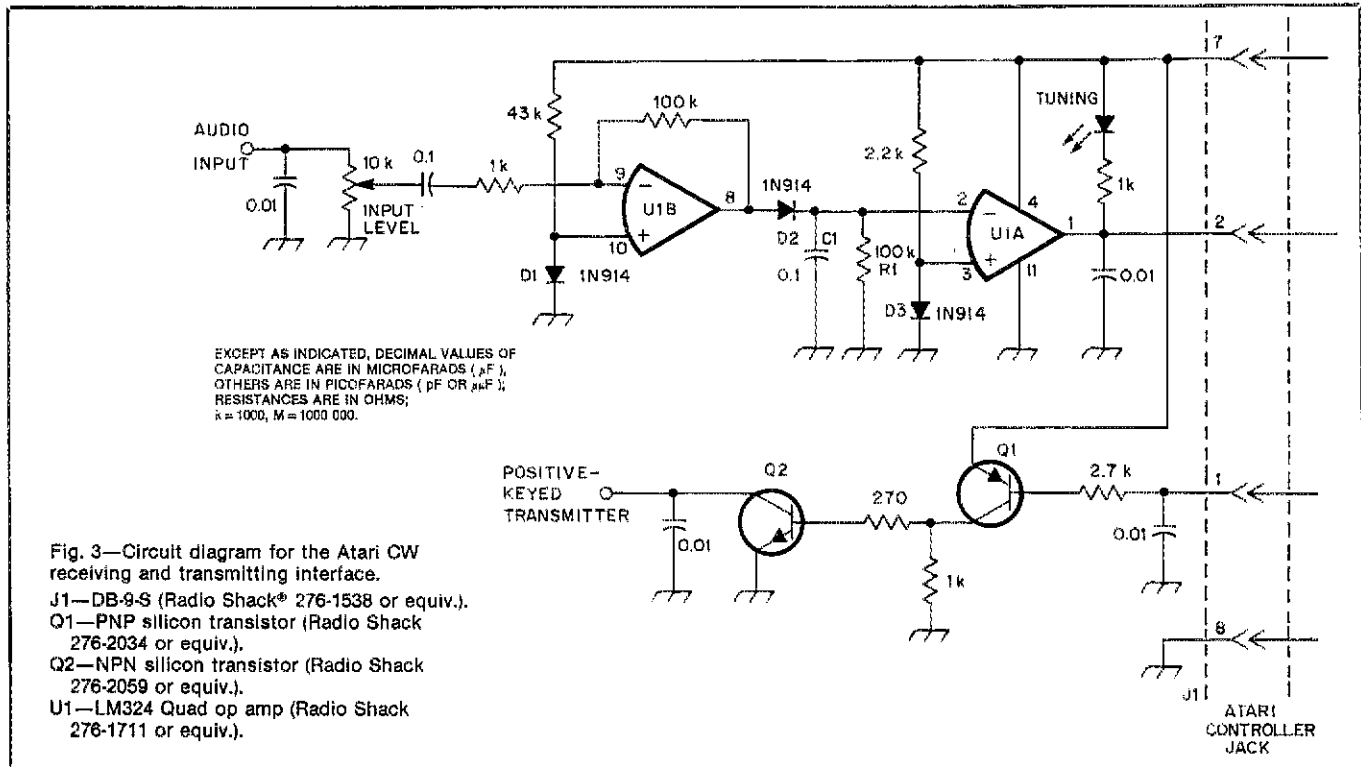 7
TUNING
100 k
43 k
AUDIO
INPUT
10 k
0.1
1k
2.2k
1N914
1k
9
−
U1B
8
2
−
4
U1A
1
2
0.01
INPUT
LEVEL
+
10
D2
C1
0.1
100k
R1
+
3
11
0.01
D1
1N914
D3
1N914
EXCEPT AS INDICATED, DECIMAL VALUES OF
CAPACITANCE ARE IN MICROFARADS ( µF ),
OTHERS ARE IN PICOFARADS ( pF OR µµF );
RESISTANCES ARE IN OHMS;
k = 1000, M = 1000 000.
POSITIVE-
KEYED
TRANSMITTER
Q2
Q1
2.7 k
1
270
0.01
0.01
1k
8
J1
ATARI
CONTROLLER
JACK
Fig. 3—Circuit diagram for the Atari CW
receiving and transmitting interface.
J1—DB-9-S (Radio Shack® 276-1538 or equiv.).
Q1—PNP silicon transistor (Radio Shack
276-2034 or equiv.).
Q2—NPN silicon transistor (Radio Shack
276-2059 or equiv.).
U1—LM324 Quad op amp (Radio Shack
276-1711 or equiv.).